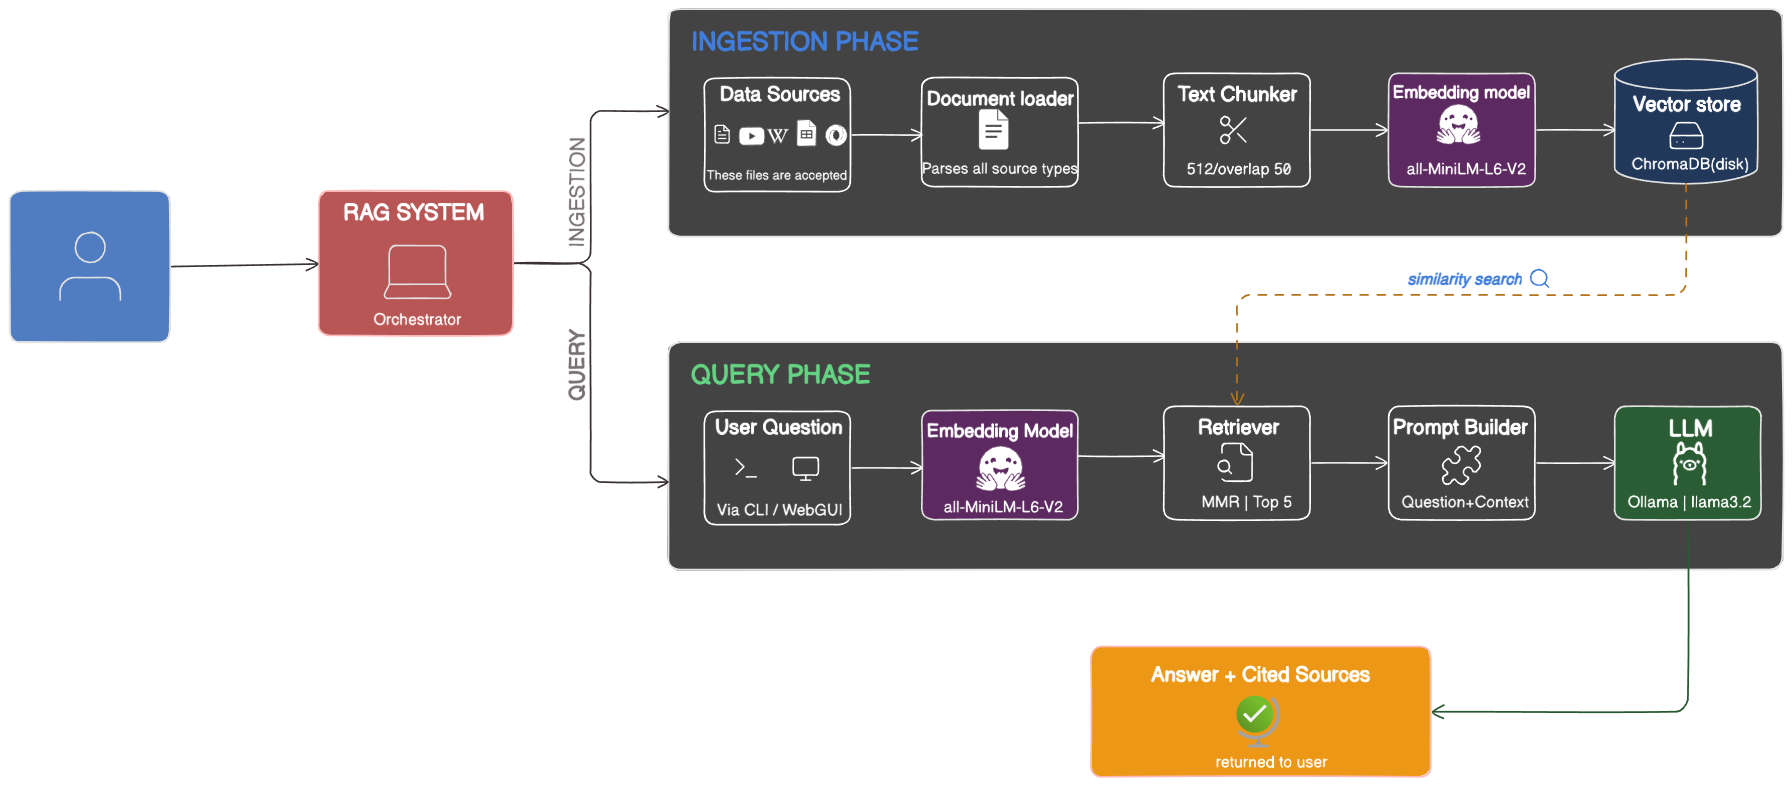 INGESTION PHASE
Data Sources
W
These files are accepted
Document loader
Parses all source types
Text Chunker
512/overlap 50
Embedding model
all-MiniLM-L6-V2
Vector store
ChromaDB(disk)
INGESTION
RAG SYSTEM
Orchestrator
QUERY
similarity search
QUERY PHASE
User Question
Via CLI / WebGUI
Embedding Model
all-MiniLM-L6-V2
Retriever
MMR | Top 5
Prompt Builder
Question+Context
LLM
Ollama | llama3.2
Answer + Cited Sources
returned to user